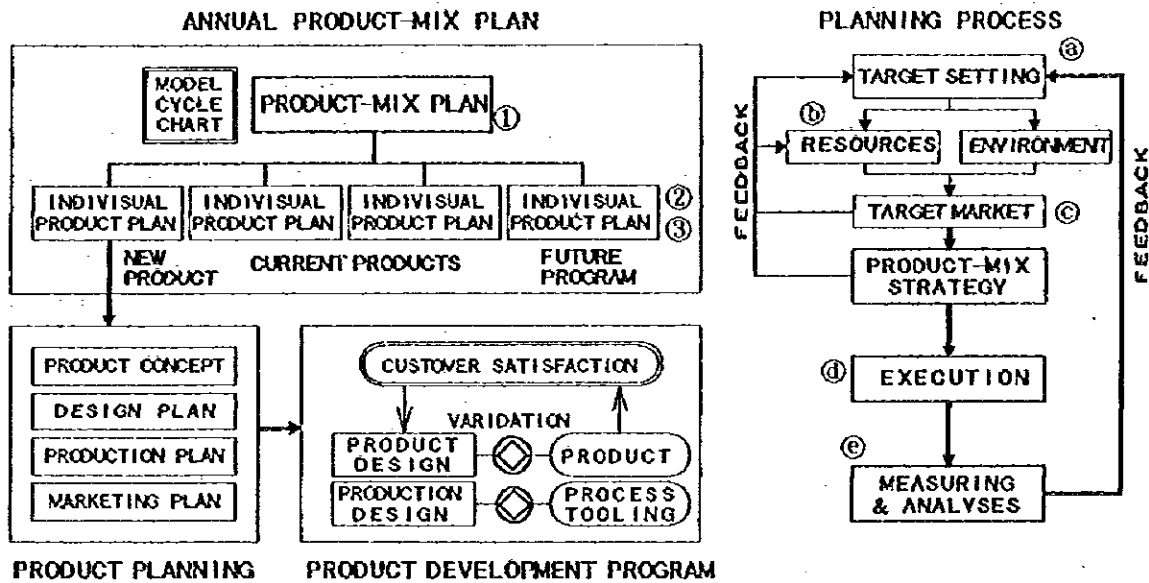 ANNUAL PRODUCT-MIX PLAN
MODEL
CYCLE
CHART
PRODUCT-MIX PLAN
①
INDIVISUAL
PRODUCT PLAN
INDIVISUAL
PRODUCT PLAN
INDIVISUAL
PRODUCT PLAN
INDIVISUAL
PRODUCT PLAN
②
③
NEW
PRODUCT
CURRENT PRODUCTS
FUTURE
PROGRAM
PRODUCT CONCEPT
DESIGN PLAN
PRODUCTION PLAN
MARKETING PLAN
PRODUCT PLANNING
CUSTOMER SATISFACTION
VARIDATION
PRODUCT
DESIGN
PRODUCT
PRODUCTION
DESIGN
PROCESS
TOOLING
PRODUCT DEVELOPMENT PROGRAM
PLANNING PROCESS
ⓐ
TARGET SETTING
ⓑ
RESOURCES
ENVIRONMENT
TARGET MARKET
ⓒ
PRODUCT-MIX
STRATEGY
ⓓ
EXECUTION
ⓔ
MEASURING
& ANALYSES
FEEDBACK
FEEDBACK